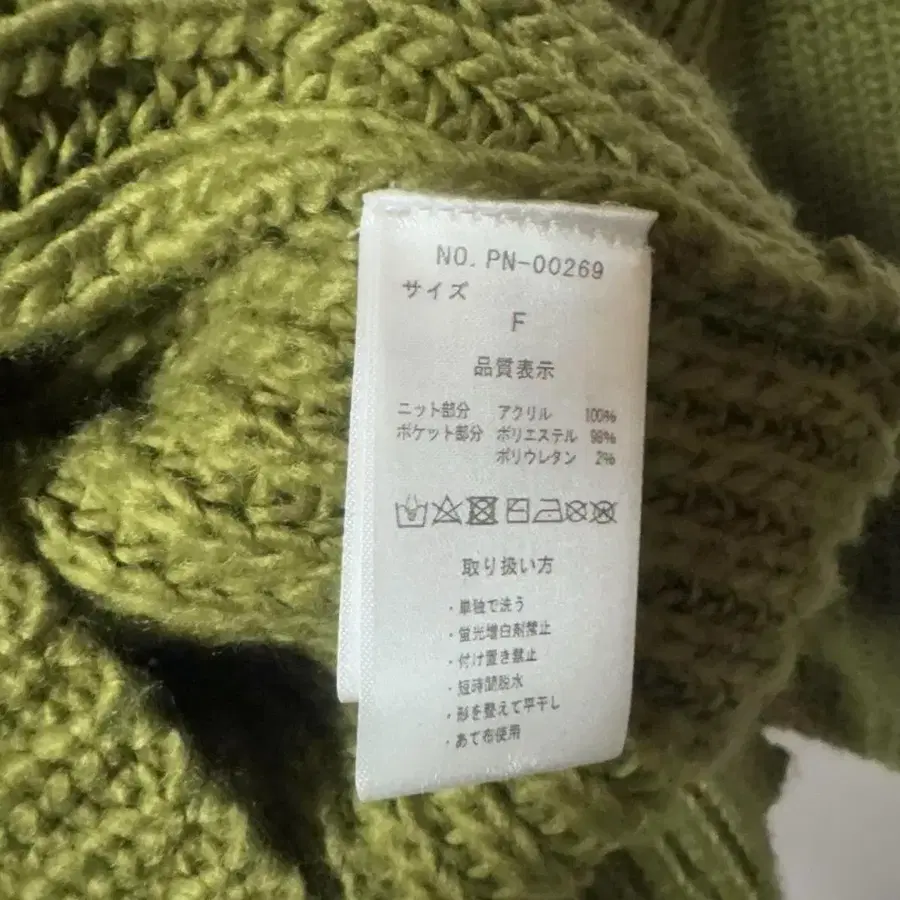 NO. PN-00269
サイズ
F
品質表示
ニット部分 アクリル 100%
ポケット部分 ポリエステル 98%
ポリウレタン 2%
取り扱い方
・単独で洗う
・蛍光増白剤禁止
・付け置き禁止
・短時間脱水
・形を整えて平干し
・あて布使用